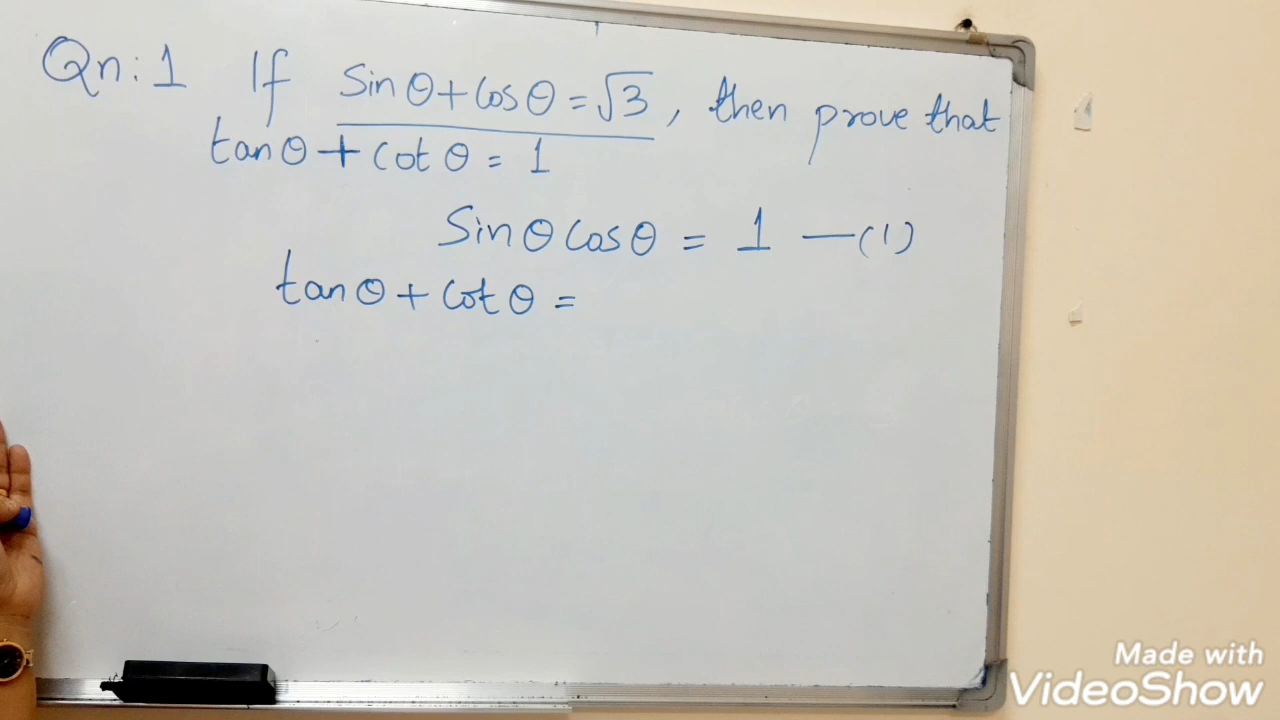 Qn: 1 If Sin θ + Cos θ = √3, then prove that
tan θ + Cot θ = 1
Sin θ Cos θ = 1 — (1)
tan θ + Cot θ =
Made with
VideoShow